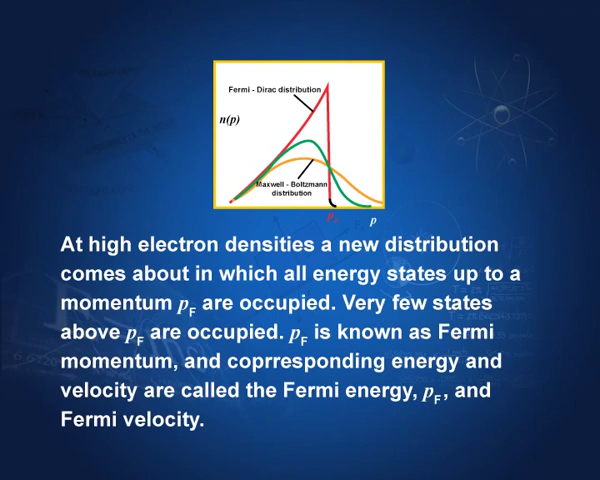 Fermi - Dirac distribution
n(p)
Maxwell - Boltzmann
distribution
p
At high electron densities a new distribution
comes about in which all energy states up to a
momentum pF are occupied. Very few states
above pF are occupied. pF is known as Fermi
momentum, and coprresponding energy and
velocity are called the Fermi energy, pF, and
Fermi velocity.